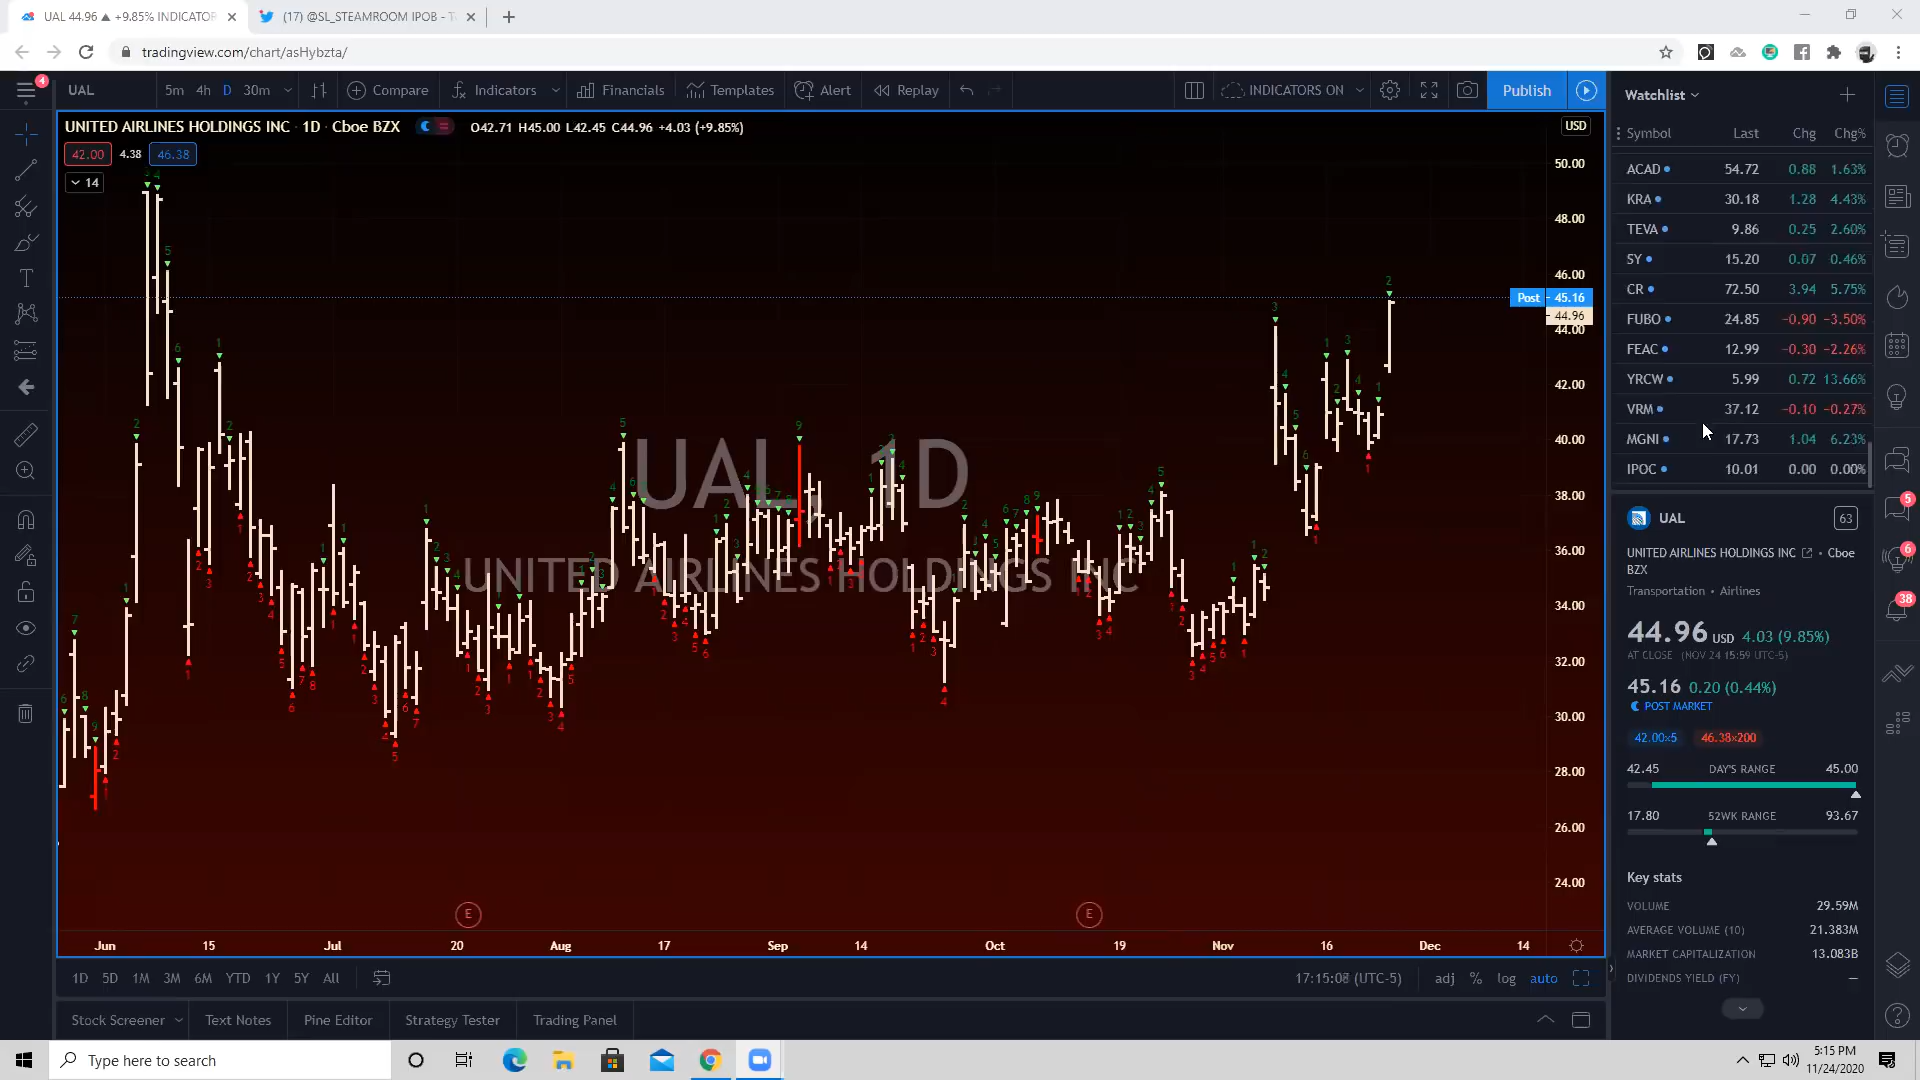 UAL 44.96 ▲ +9.85% INDICATOR
(17) @SL_STEAMROOM IPOB - T
tradingview.com/chart/asHybzta/
4
UAL 5m 4h D 30m Compare Indicators Financials Templates Alert Replay INDICATORS ON Publish
UNITED AIRLINES HOLDINGS INC · 1D · Cboe BZX O42.71 H45.00 L42.45 C44.96 +4.03 (+9.85%) USD
42.00 4.38 46.38
14
UAL, 1D
UNITED AIRLINES HOLDINGS INC
50.00
48.00
46.00
Post 45.16
44.96
44.00
42.00
40.00
38.00
36.00
34.00
32.00
30.00
28.00
26.00
24.00
E E
Jun 15 Jul 20 Aug 17 Sep 14 Oct 19 Nov 16 Dec 14
1D 5D 1M 3M 6M YTD 1Y 5Y All 17:15:08 (UTC-5) adj % log auto
Stock Screener Text Notes Pine Editor Strategy Tester Trading Panel
Watchlist
Symbol Last Chg Chg%
ACAD 54.72 0.88 1.63%
KRA 30.18 1.28 4.43%
TEVA 9.86 0.25 2.60%
SY 15.20 0.07 0.46%
CR 72.50 3.94 5.75%
FUBO 24.85 −0.90 −3.50%
FEAC 12.99 −0.30 −2.26%
YRCW 5.99 0.72 13.66%
VRM 37.12 −0.10 −0.27%
MGNI 17.73 1.04 6.23%
IPOC 10.01 0.00 0.00%
UAL 63
UNITED AIRLINES HOLDINGS INC • Cboe
BZX
Transportation • Airlines
44.96 USD 4.03 (9.85%)
AT CLOSE (NOV 24 15:59 UTC-5)
45.16 0.20 (0.44%)
POST MARKET
42.00×5 46.38×200
42.45 DAY'S RANGE 45.00
17.80 52WK RANGE 93.67
Key stats
VOLUME 29.59M
AVERAGE VOLUME (10) 21.383M
MARKET CAPITALIZATION 13.083B
DIVIDENDS YIELD (FY) —
5
6
38
Type here to search
5:15 PM
11/24/2020